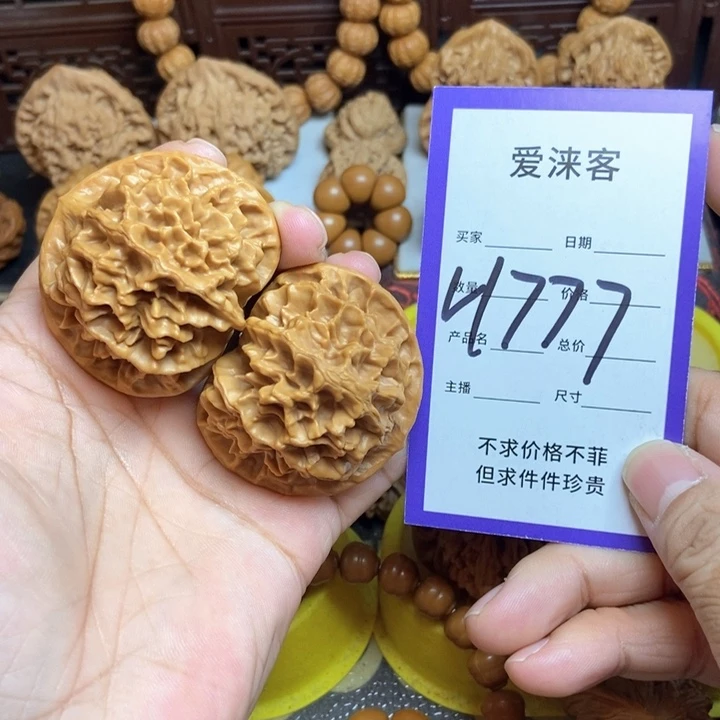 爱涞客
买家 日期
数量 价格
4777
产品名 总价
主播 尺寸
不求价格不菲
但求件件珍贵